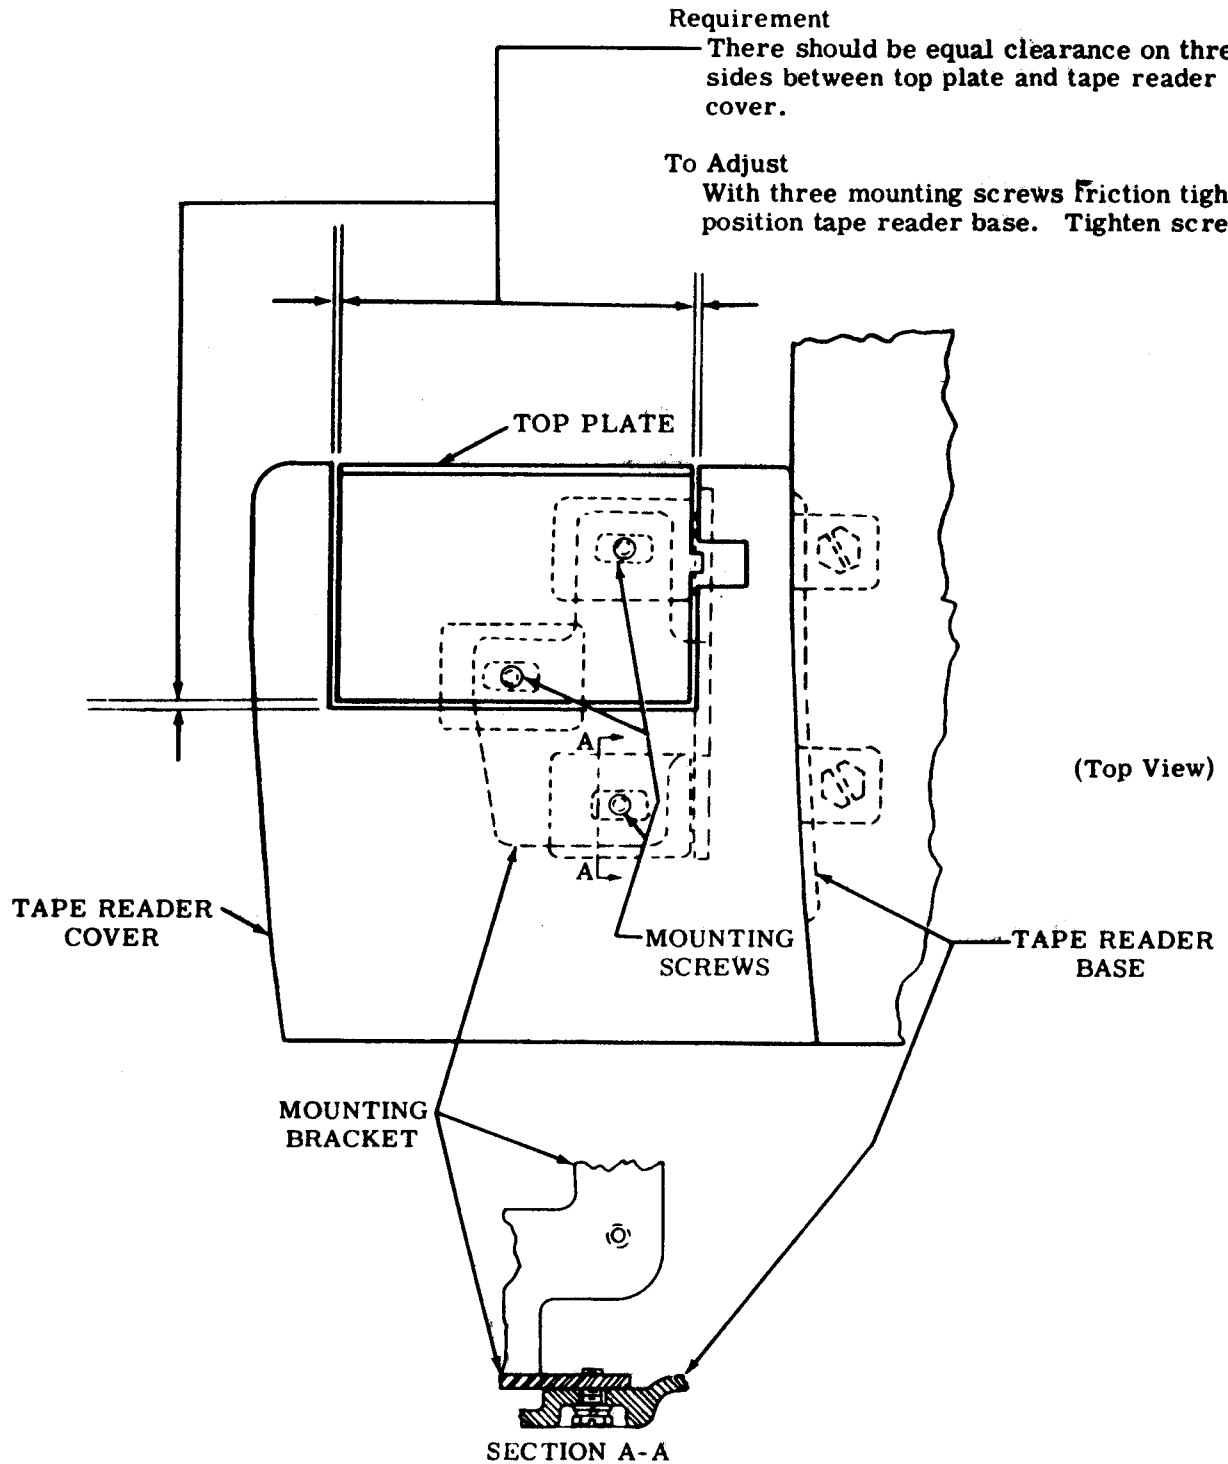 Requirement
There should be equal clearance on thre
sides between top plate and tape reader
cover.
To Adjust
With three mounting screws Friction tigh
position tape reader base. Tighten scre
TOP PLATE
A
(Top View)
A
TAPE READER
COVER
MOUNTING
SCREWS
TAPE READER
BASE
MOUNTING
BRACKET
SECTION A-A